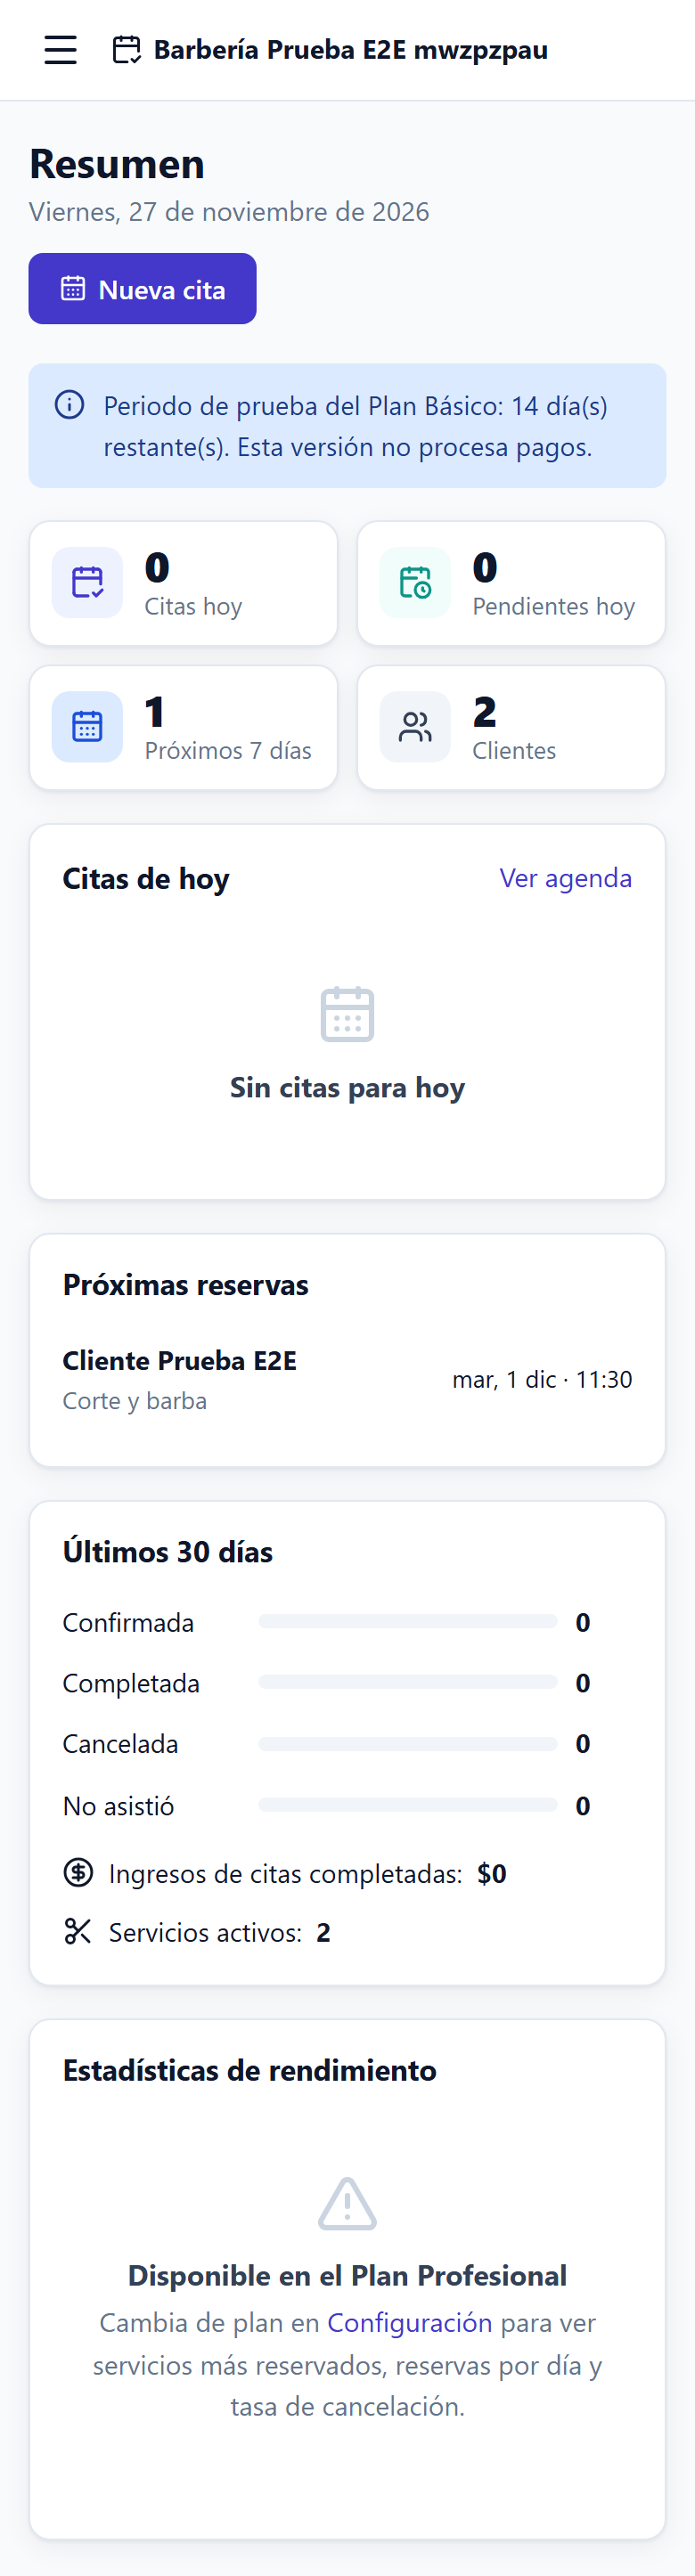 Barbería Prueba E2E mwzpzpau
Resumen
Viernes, 27 de noviembre de 2026
Nueva cita
Periodo de prueba del Plan Básico: 14 día(s)
restante(s). Esta versión no procesa pagos.
0
Citas hoy
0
Pendientes hoy
1
Próximos 7 días
2
Clientes
Citas de hoy
Ver agenda
Sin citas para hoy
Próximas reservas
Cliente Prueba E2E
Corte y barba
mar, 1 dic · 11:30
Últimos 30 días
Confirmada 0
Completada 0
Cancelada 0
No asistió 0
Ingresos de citas completadas: $0
Servicios activos: 2
Estadísticas de rendimiento
Disponible en el Plan Profesional
Cambia de plan en Configuración para ver
servicios más reservados, reservas por día y
tasa de cancelación.